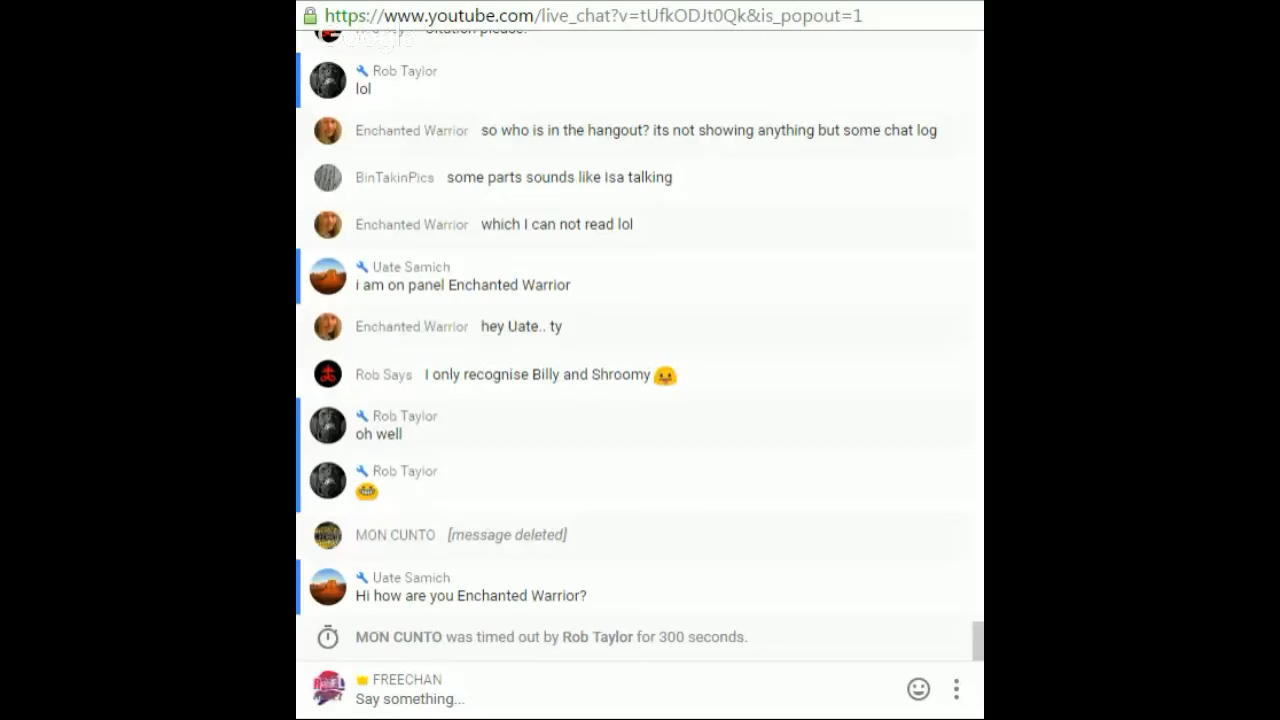 https://www.youtube.com/live_chat?v=tUfkODJt0Qk&is_popout=1
Google
Rob Taylor
lol
Enchanted Warrior so who is in the hangout? its not showing anything but some chat log
BinTakinPics some parts sounds like Isa talking
Enchanted Warrior which I can not read lol
Uate Samich
i am on panel Enchanted Warrior
Enchanted Warrior hey Uate.. ty
Rob Says I only recognise Billy and Shroomy
Rob Taylor
oh well
Rob Taylor
MON CUNTO [message deleted]
Uate Samich
Hi how are you Enchanted Warrior?
MON CUNTO was timed out by Rob Taylor for 300 seconds.
FREECHAN
Say something...